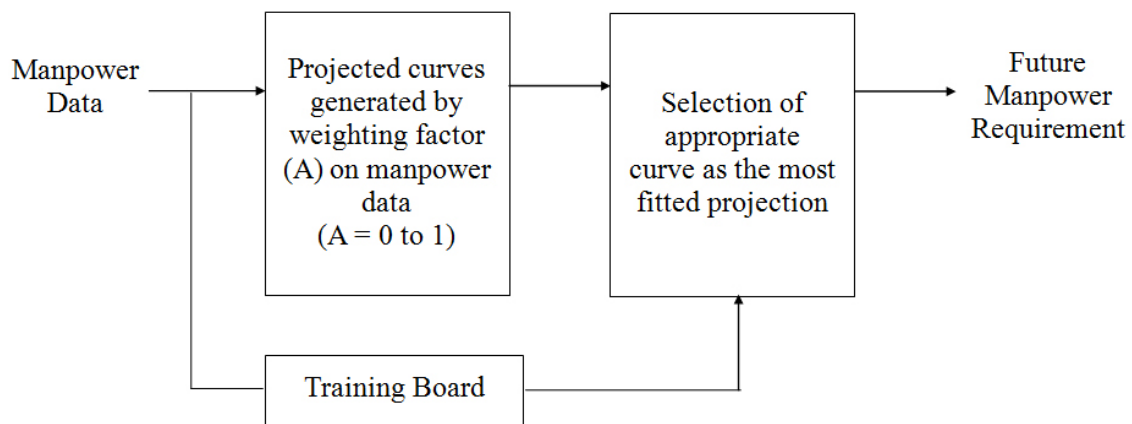 Manpower
Data
Projected curves
generated by
weighting factor
(A) on manpower
data
(A = 0 to 1)
Selection of
appropriate
curve as the most
fitted projection
Future
Manpower
Requirement
Training Board